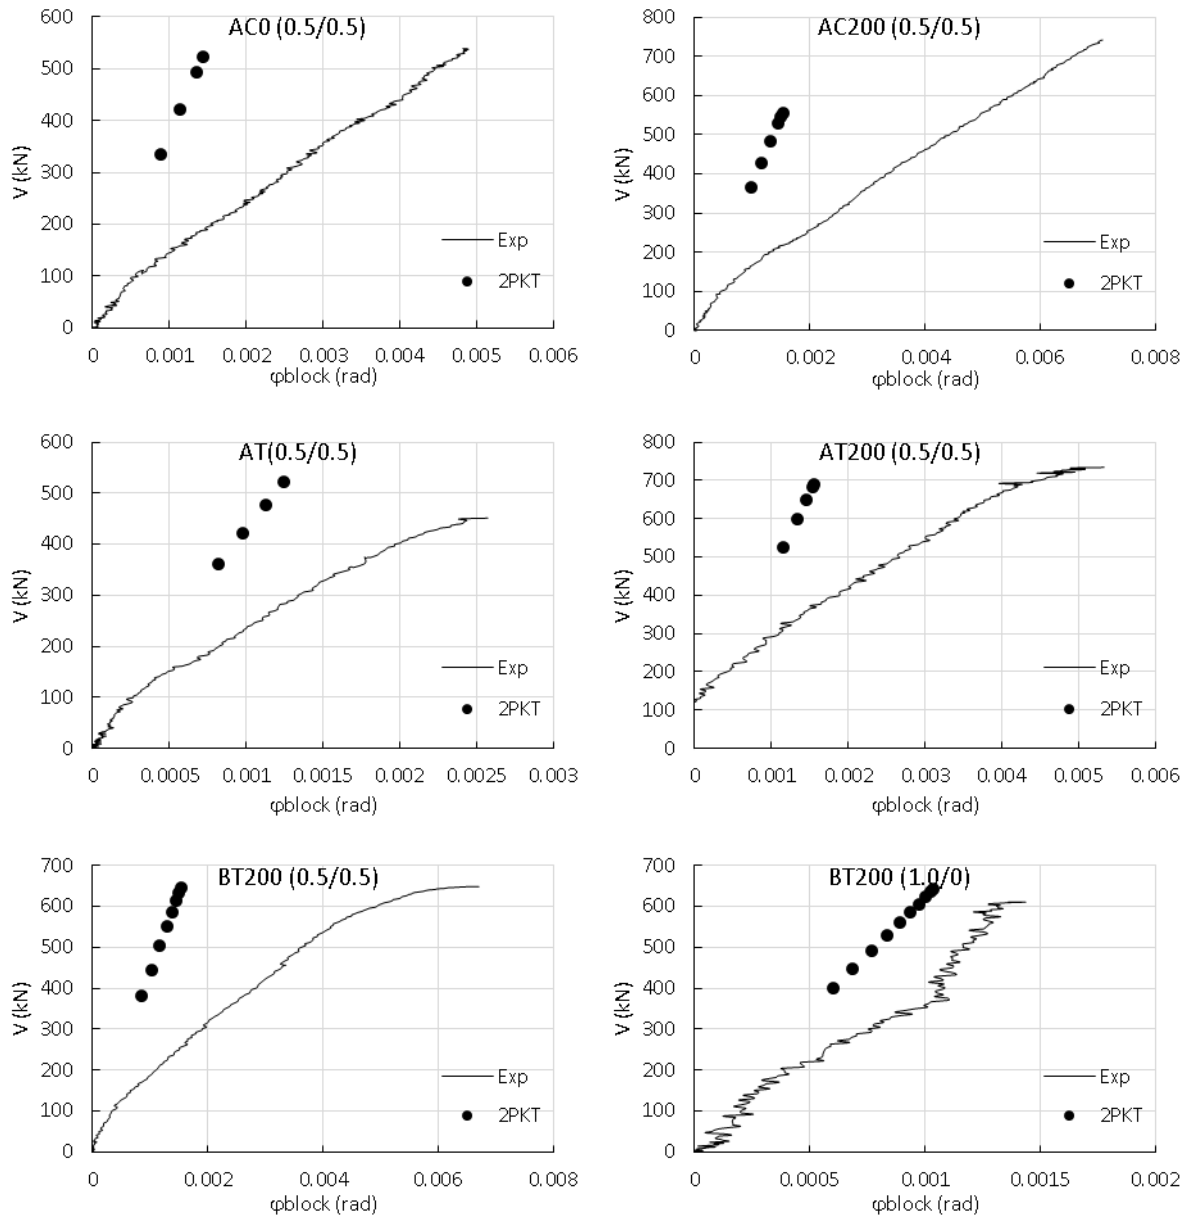 AC0 (0.5/0.5)
600
500
400
300
200
100
0
V (kN)
Exp
2PKT
0 0.001 0.002 0.003 0.004 0.005 0.006
φblock (rad)
AC200 (0.5/0.5)
800
700
600
500
400
300
200
100
0
V (kN)
Exp
2PKT
0.002 0.004 0.006 0.008
φblock (rad)
AT(0.5/0.5)
600
500
400
300
200
100
0
V (kN)
Exp
2PKT
0 0.0005 0.001 0.0015 0.002 0.0025 0.003
φblock (rad)
AT200 (0.5/0.5)
800
700
600
500
400
300
200
100
0
V (kN)
Exp
2PKT
0 0.001 0.002 0.003 0.004 0.005 0.006
φblock (rad)
BT200 (0.5/0.5)
700
600
500
400
300
200
100
0
V (kN)
Exp
2PKT
0 0.002 0.004 0.006 0.008
φblock (rad)
BT200 (1.0/0)
700
600
500
400
300
200
100
0
V (kN)
Exp
2PKT
0 0.0005 0.001 0.0015 0.002
φblock (rad)